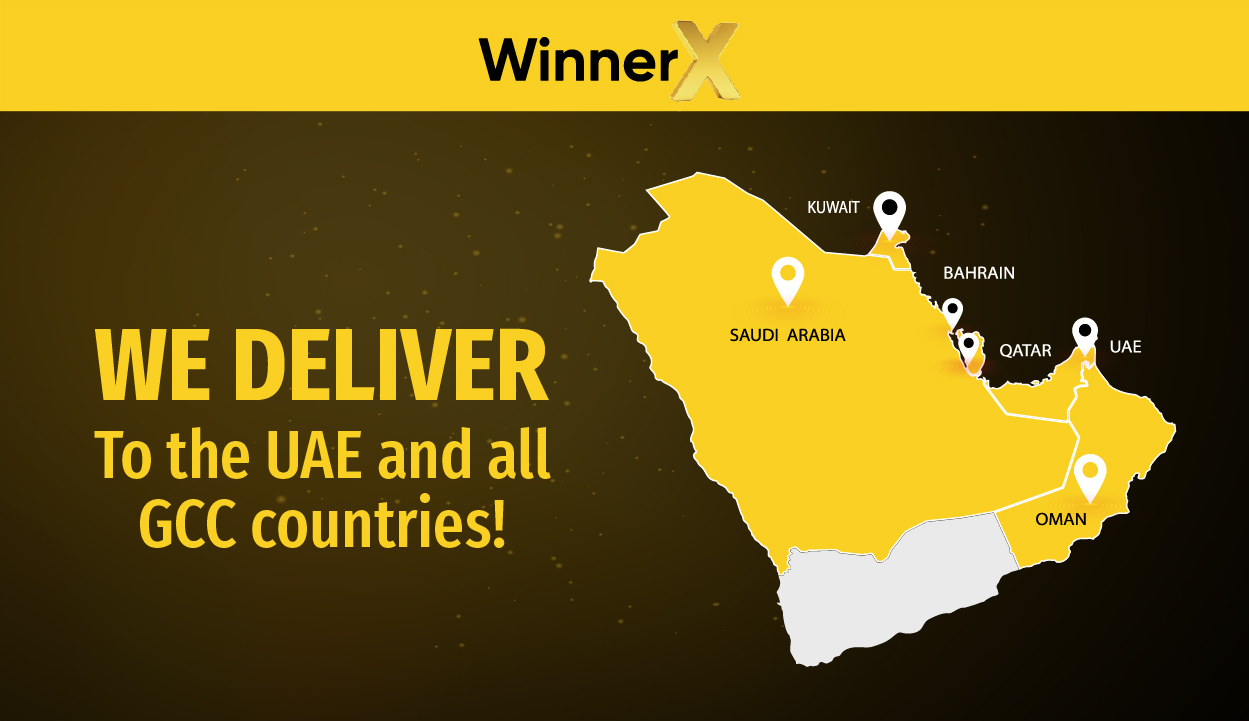 WinnerX
KUWAIT
BAHRAIN
SAUDI ARABIA
QATAR
UAE
WE DELIVER
To the UAE and all
GCC countries!
OMAN